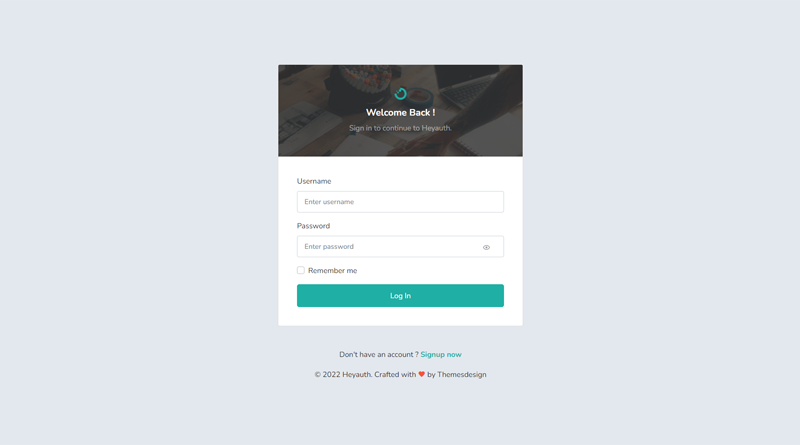 Welcome Back !
Sign in to continue to Heyauth.
Username
Enter username
Password
Enter password
Remember me
Log In
Don't have an account ? Signup now
© 2022 Heyauth. Crafted with ❤ by Themesdesign